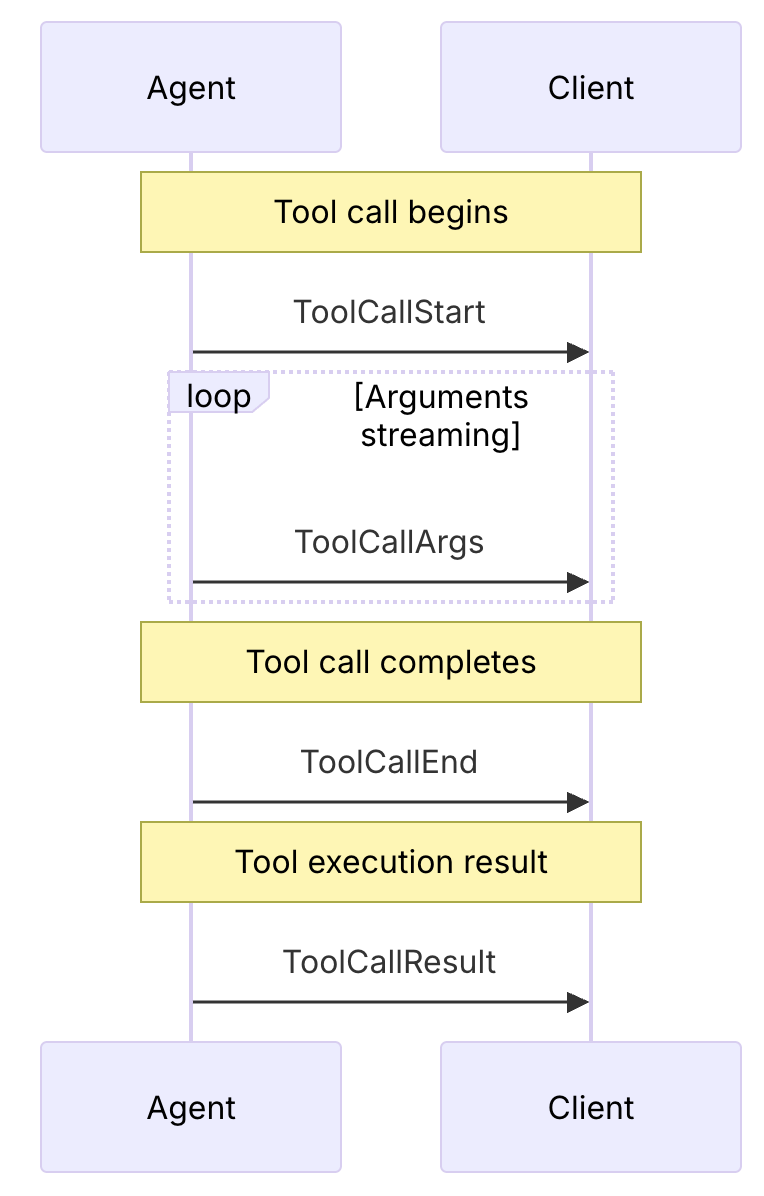 Agent
Client
Tool call begins
ToolCallStart
loop
[Arguments
streaming]
ToolCallArgs
Tool call completes
ToolCallEnd
Tool execution result
ToolCallResult
Agent
Client